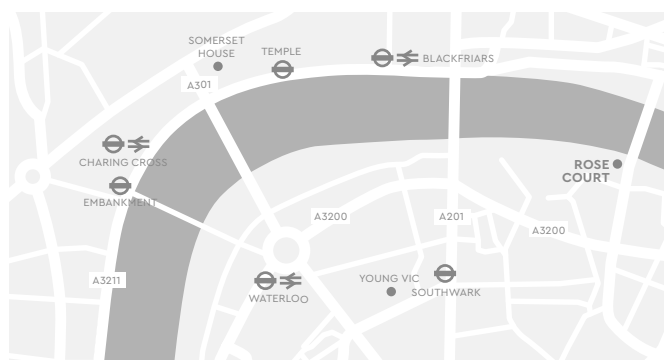 SOMERSET
HOUSE
TEMPLE
BLACKFRIARS
A301
CHARING CROSS
ROSE
COURT
EMBANKMENT
A3200
A201
A3200
A3211
YOUNG VIC
SOUTHWARK
WATERLOO